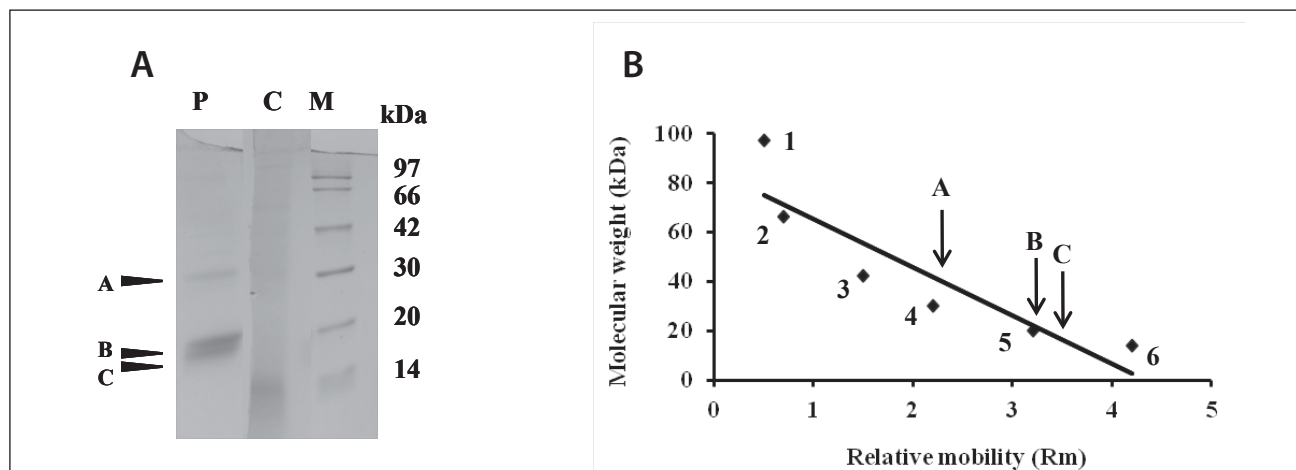 A
P C M
kDa
97
66
42
30
20
14
A
B
C
B
Molecular weight (kDa)
100
80
60
40
20
0
0 1 2 3 4 5
Relative mobility (Rm)
1
2
3
4
5
6
A
B
C